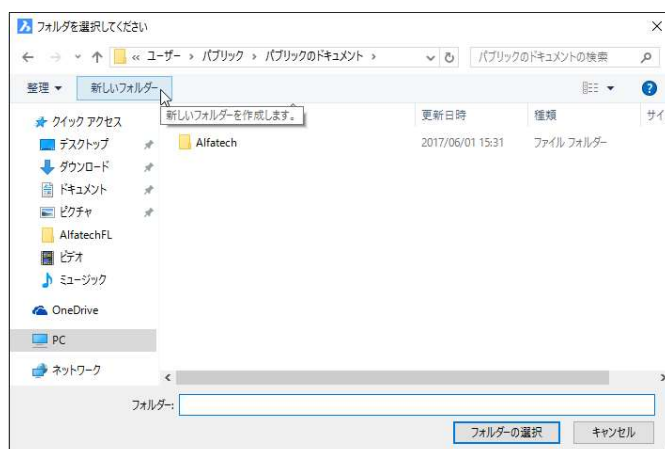 フォルダを選択してください
« ユーザー › パブリック › パブリックのドキュメント ›
パブリックのドキュメントの検索
整理
新しいフォルダー
新しいフォルダーを作成します。
更新日時
種類
サイ
Alfatech
2017/06/01 15:31
ファイル フォルダー
クイック アクセス
デスクトップ
ダウンロード
ドキュメント
ピクチャ
AlfatechFL
ビデオ
ミュージック
OneDrive
PC
ネットワーク
フォルダー:
フォルダーの選択
キャンセル